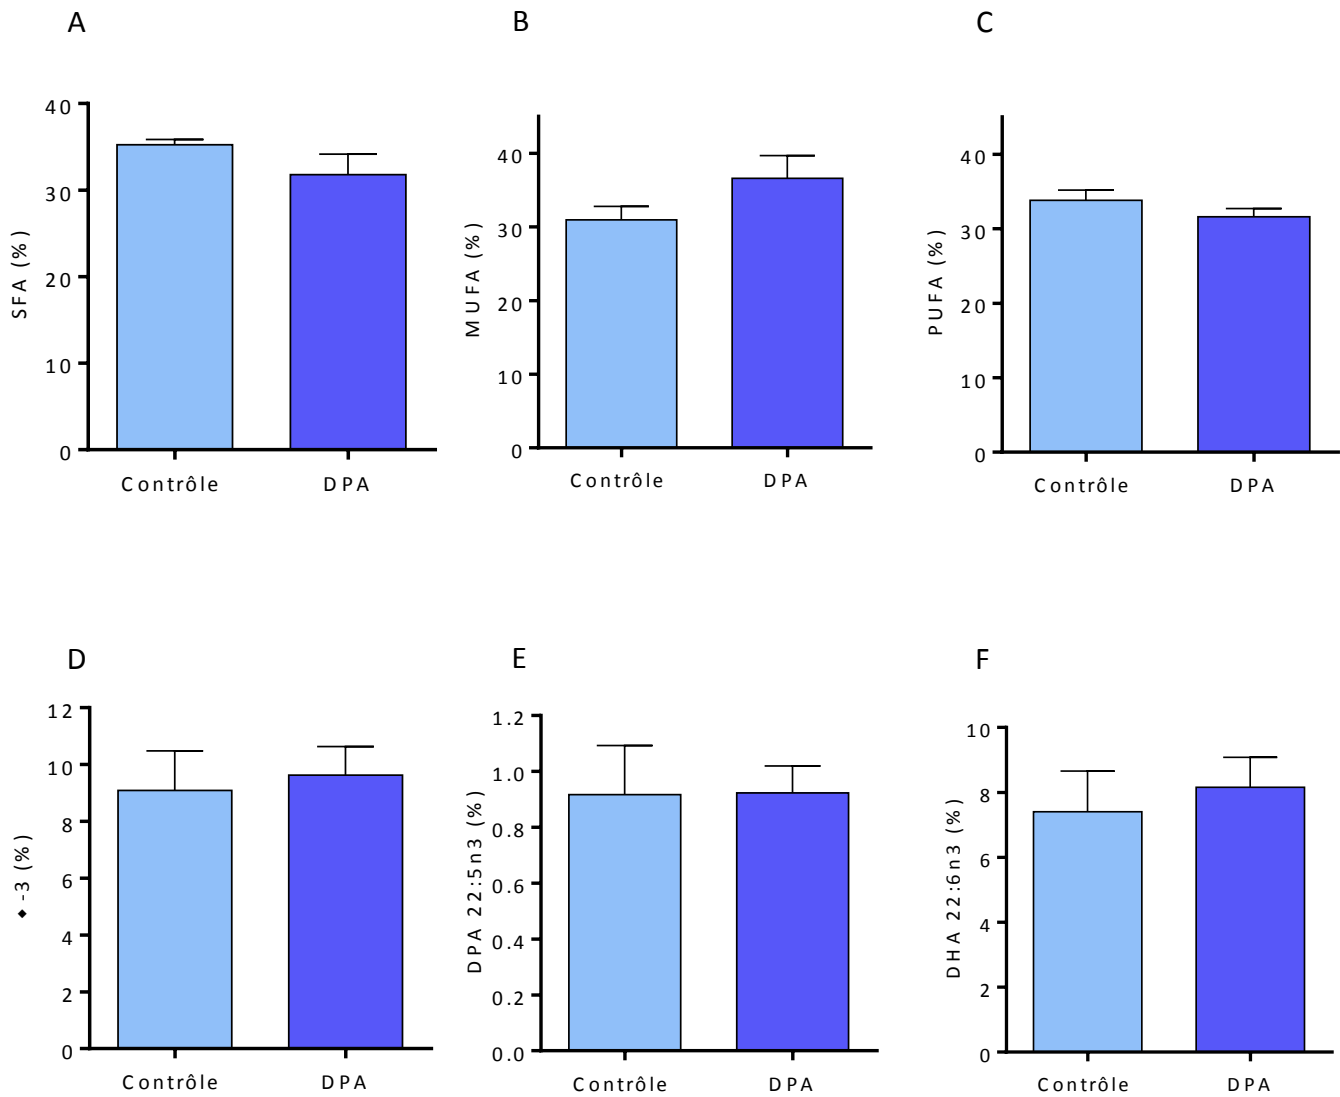 A
B
C
SFA (%)
40
30
20
10
0
Contrôle DPA
MUFA (%)
40
30
20
10
0
Contrôle DPA
PUFA (%)
40
30
20
10
0
Contrôle DPA
D
E
F
◆ -3 (%)
12
10
8
6
4
2
0
Contrôle DPA
DPA 22:5n3 (%)
1.2
1.0
0.8
0.6
0.4
0.2
0.0
Contrôle DPA
DHA 22:6n3 (%)
10
8
6
4
2
0
Contrôle DPA